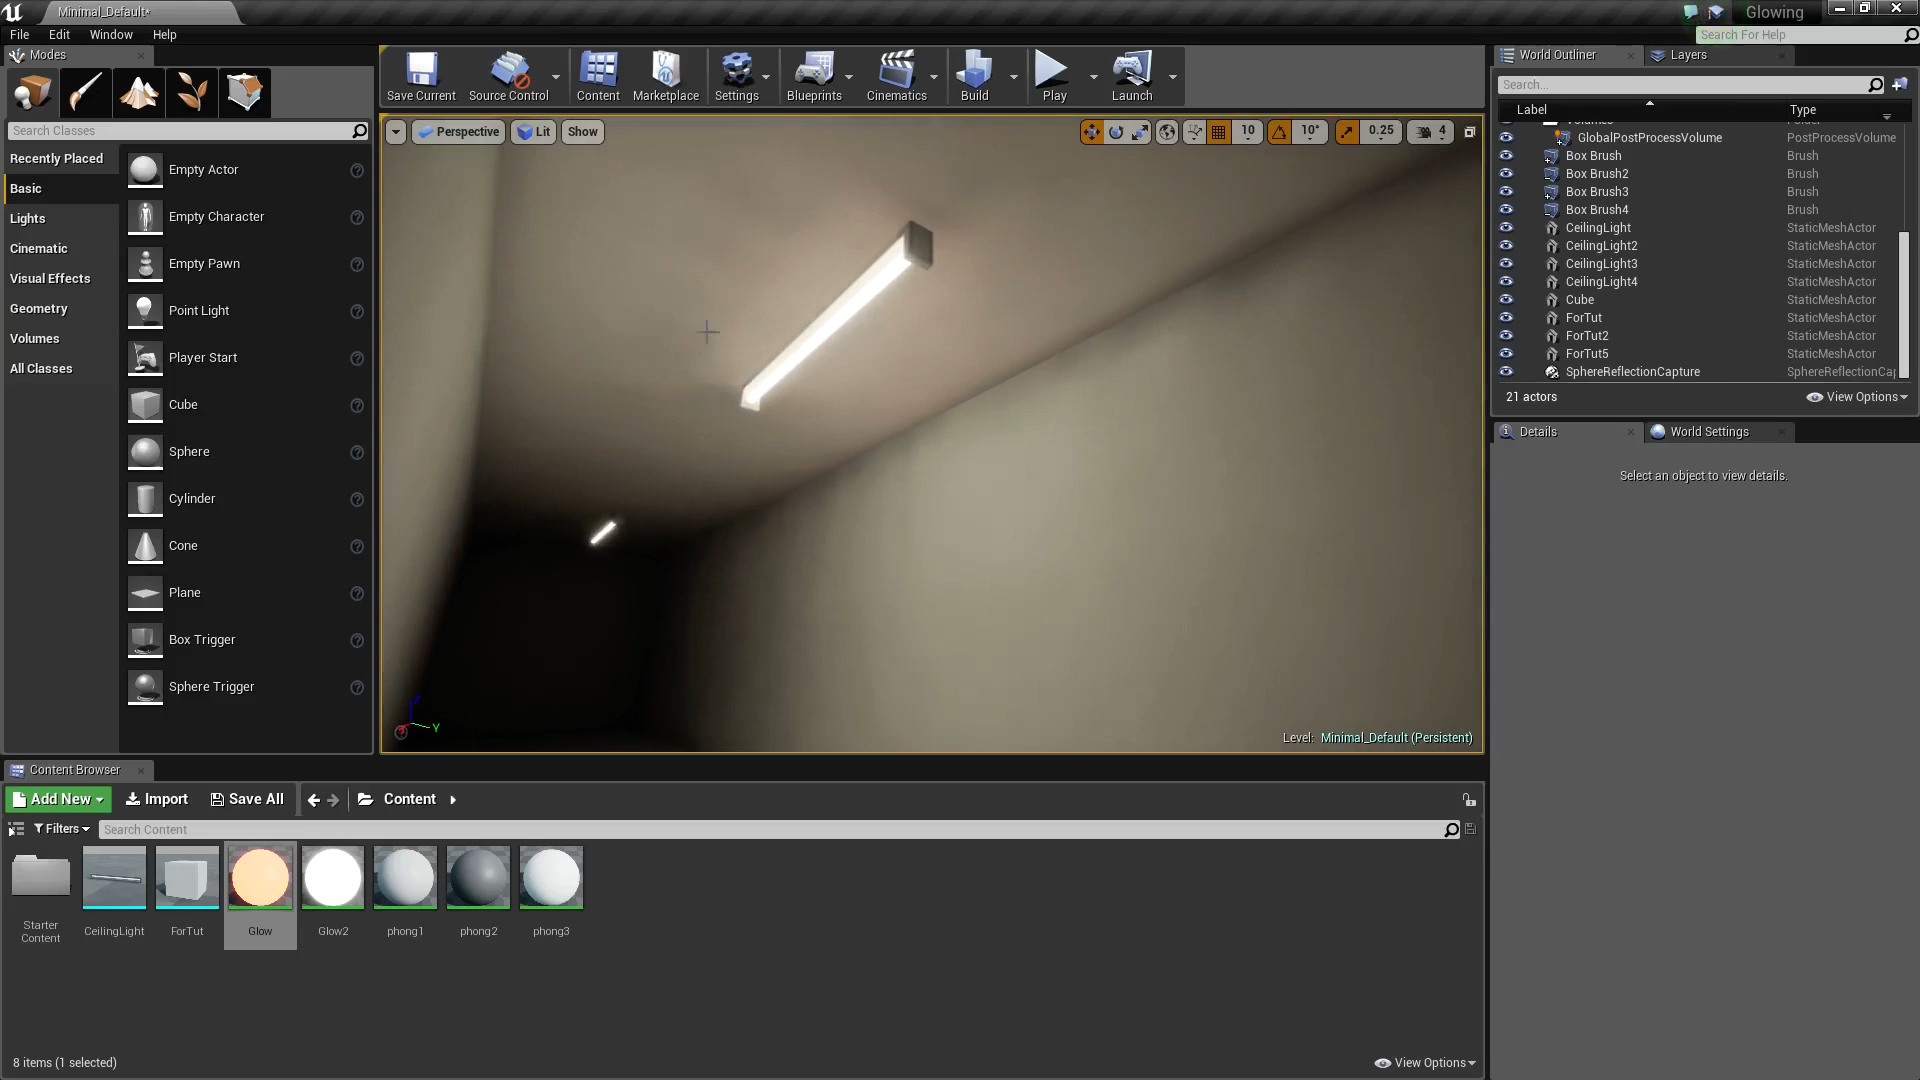 Minimal_Default•
Glowing
File Edit Window Help
Search For Help
Modes
Search Classes
Recently Placed
Basic
Lights
Cinematic
Visual Effects
Geometry
Volumes
All Classes
Empty Actor
Empty Character
Empty Pawn
Point Light
Player Start
Cube
Sphere
Cylinder
Cone
Plane
Box Trigger
Sphere Trigger
Save Current Source Control Content Marketplace Settings Blueprints Cinematics Build Play Launch
Perspective Lit Show 10 10° 0.25 4
Y
Level: Minimal_Default (Persistent)
World Outliner Layers
Search...
Label Type
Volumes Folder
GlobalPostProcessVolume PostProcessVolume
Box Brush Brush
Box Brush2 Brush
Box Brush3 Brush
Box Brush4 Brush
CeilingLight StaticMeshActor
CeilingLight2 StaticMeshActor
CeilingLight3 StaticMeshActor
CeilingLight4 StaticMeshActor
Cube StaticMeshActor
ForTut StaticMeshActor
ForTut2 StaticMeshActor
ForTut5 StaticMeshActor
SphereReflectionCapture SphereReflectionCap
21 actors View Options
Details World Settings
Select an object to view details.
Content Browser
Add New Import Save All Content
Filters Search Content
Starter Content
CeilingLight
ForTut
Glow
Glow2
phong1
phong2
phong3
8 items (1 selected) View Options